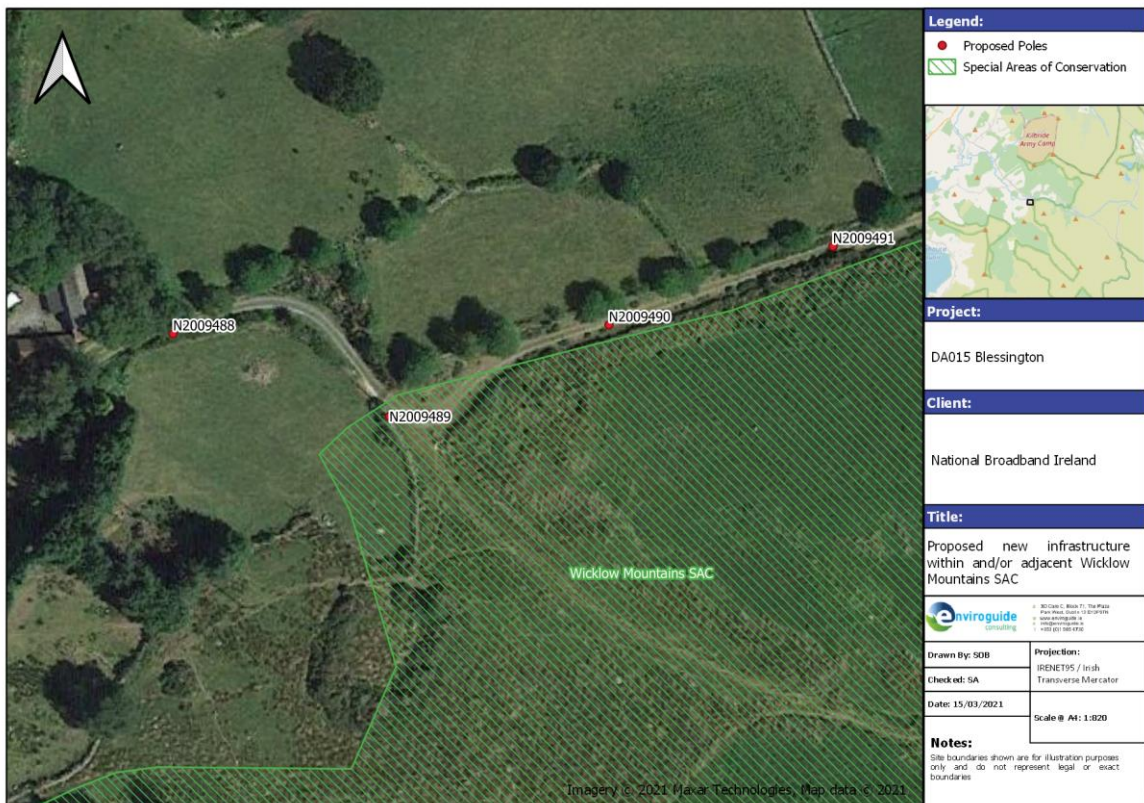 Legend:
Proposed Poles
Special Areas of Conservation
N2009491
N2009490
N2009488
N2009489
Wicklow Mountains SAC
Imagery c. 2021 Maxar Technologies, Map data c. 2021
Kilbride
Army Camp
Project:
DA015 Blessington
Client:
National Broadband Ireland
Title:
Proposed new infrastructure
within and/or adjacent Wicklow
Mountains SAC
enviroguide
consulting
Drawn By: SOB
Checked: SA
Date: 15/03/2021
Projection:
IRENET95 / Irish
Transverse Mercator
Scale @ A4: 1:820
Notes:
Site boundaries shown are for illustration purposes
only and do not represent legal or exact
boundaries